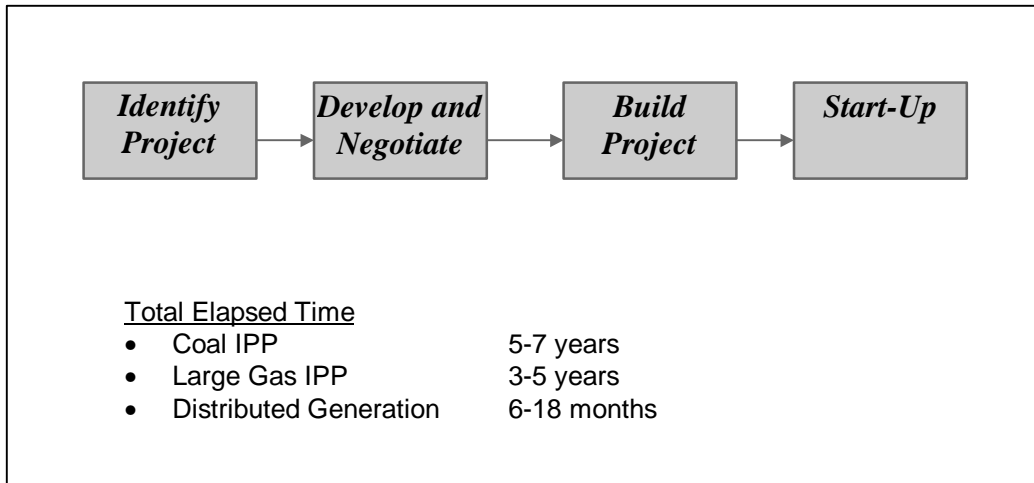 Identify
Project
Develop and
Negotiate
Build
Project
Start-Up
Total Elapsed Time
• Coal IPP 5-7 years
• Large Gas IPP 3-5 years
• Distributed Generation 6-18 months